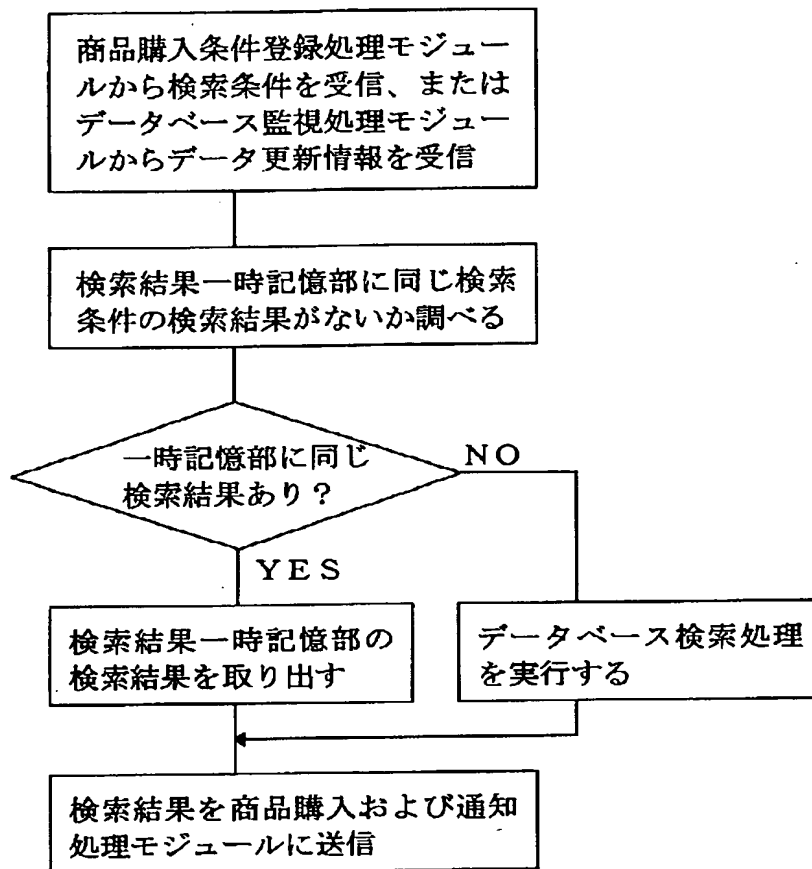 商品購入条件登録処理モジュー
ルから検索条件を受信、または
データベース監視処理モジュー
ルからデータ更新情報を受信
検索結果一時記憶部に同じ検索
条件の検索結果がないか調べる
一時記憶部に同じ
検索結果あり？
NO
YES
検索結果一時記憶部の
検索結果を取り出す
データベース検索処理
を実行する
検索結果を商品購入および通知
処理モジュールに送信